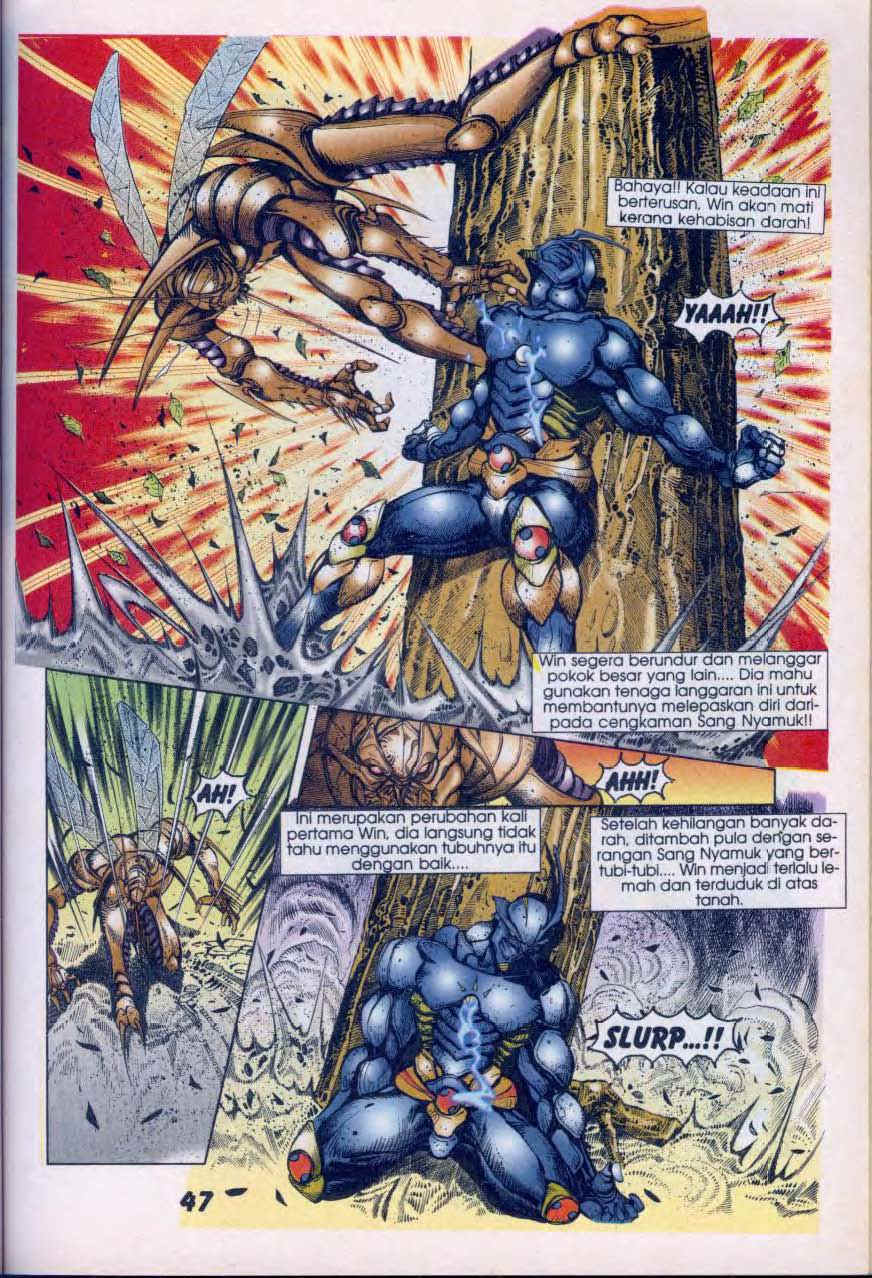 Bahaya!! Kalau keadaan ini
berterusan, Win akan mati
kerana kehabisan darah!
YAAAH!!
Win segera berundur dan melanggar
pokok besar yang lain.... Dia mahu
gunakan tenaga langgaran ini untuk
membantunya melepaskan diri dari-
pada cengkaman Sang Nyamuk!!
AH!
AHH!
Ini merupakan perubahan kali
pertama Win, dia langsung tidak
tahu menggunakan tubuhnya itu
dengan baik....
Setelah kehilangan banyak da-
rah, ditambah pula dengan se-
rangan Sang Nyamuk yang ber-
tubi-tubi.... Win menjadi terlalu le-
mah dan terduduk di atas
tanah.
SLURP...!!
47